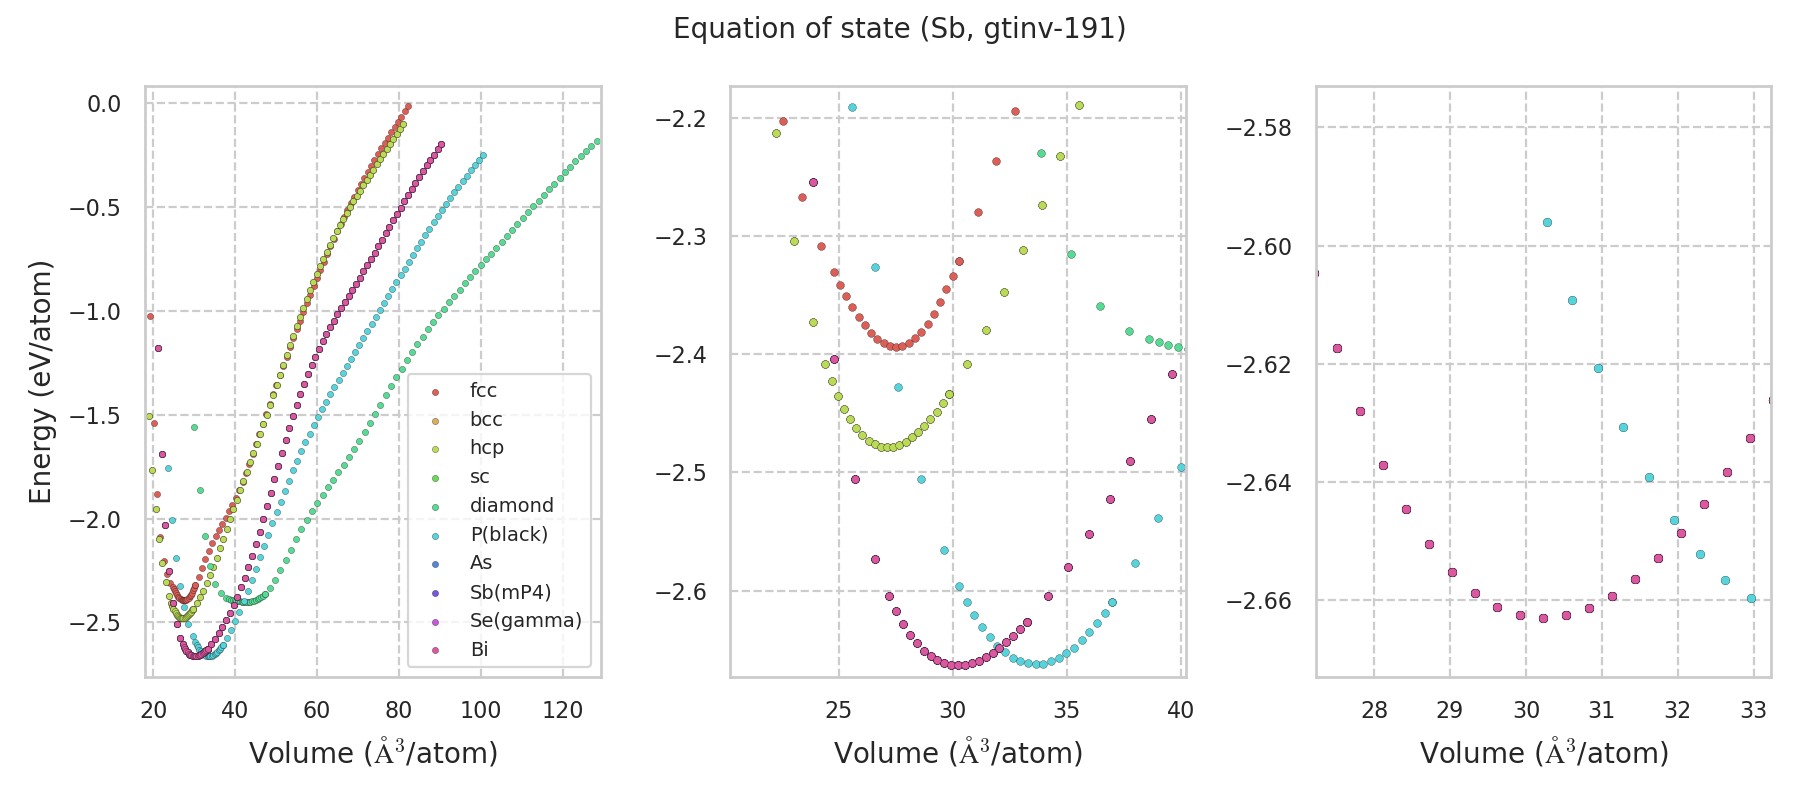 Equation of state (Sb, gtinv-191)
Energy (eV/atom)
0.0
−0.5
−1.0
−1.5
−2.0
−2.5
20 40 60 80 100 120
Volume (Å³/atom)
fcc
bcc
hcp
sc
diamond
P(black)
As
Sb(mP4)
Se(gamma)
Bi
−2.2
−2.3
−2.4
−2.5
−2.6
25 30 35 40
Volume (Å³/atom)
−2.58
−2.60
−2.62
−2.64
−2.66
28 29 30 31 32 33
Volume (Å³/atom)